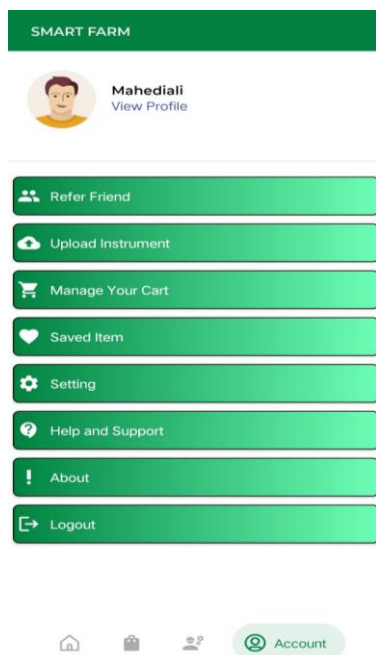 SMART FARM
Mahediali
View Profile
Refer Friend
Upload Instrument
Manage Your Cart
Saved Item
Setting
Help and Support
About
Logout
Account